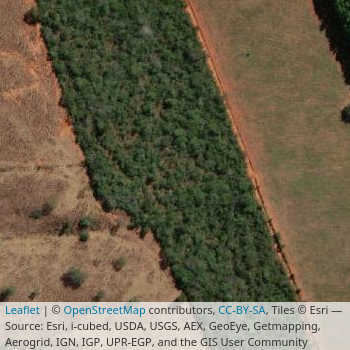 Leaflet | © OpenStreetMap contributors, CC-BY-SA, Tiles © Esri —
Source: Esri, i-cubed, USDA, USGS, AEX, GeoEye, Getmapping,
Aerogrid, IGN, IGP, UPR-EGP, and the GIS User Community